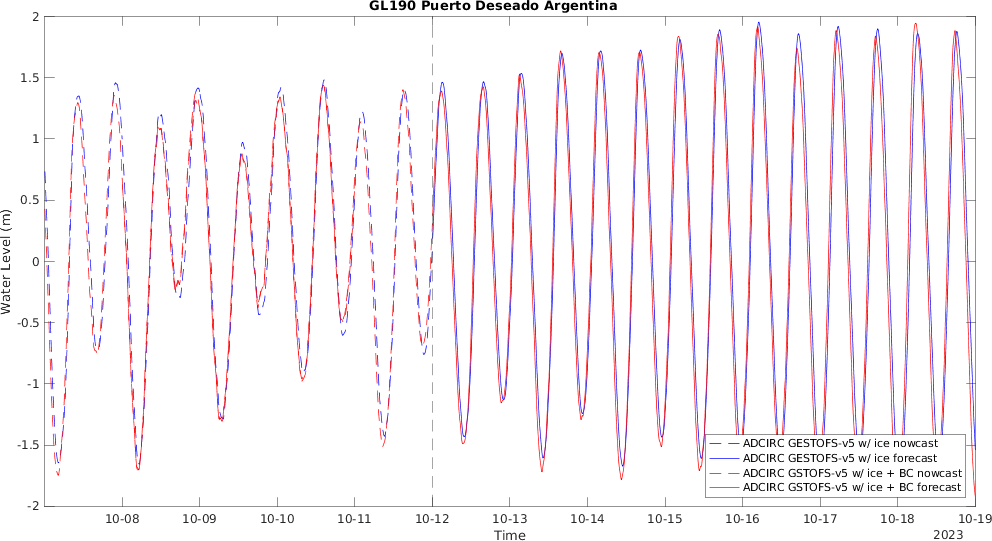 GL190 Puerto Deseado Argentina
2
1.5
1
0.5
0
-0.5
-1
-1.5
-2
Water Level (m)
ADCIRC GESTOFS-v5 w/ ice nowcast
ADCIRC GESTOFS-v5 w/ ice forecast
ADCIRC GSTOFS-v5 w/ ice + BC nowcast
ADCIRC GSTOFS-v5 w/ ice + BC forecast
10-08 10-09 10-10 10-11 10-12 10-13 10-14 10-15 10-16 10-17 10-18 10-19
Time
2023